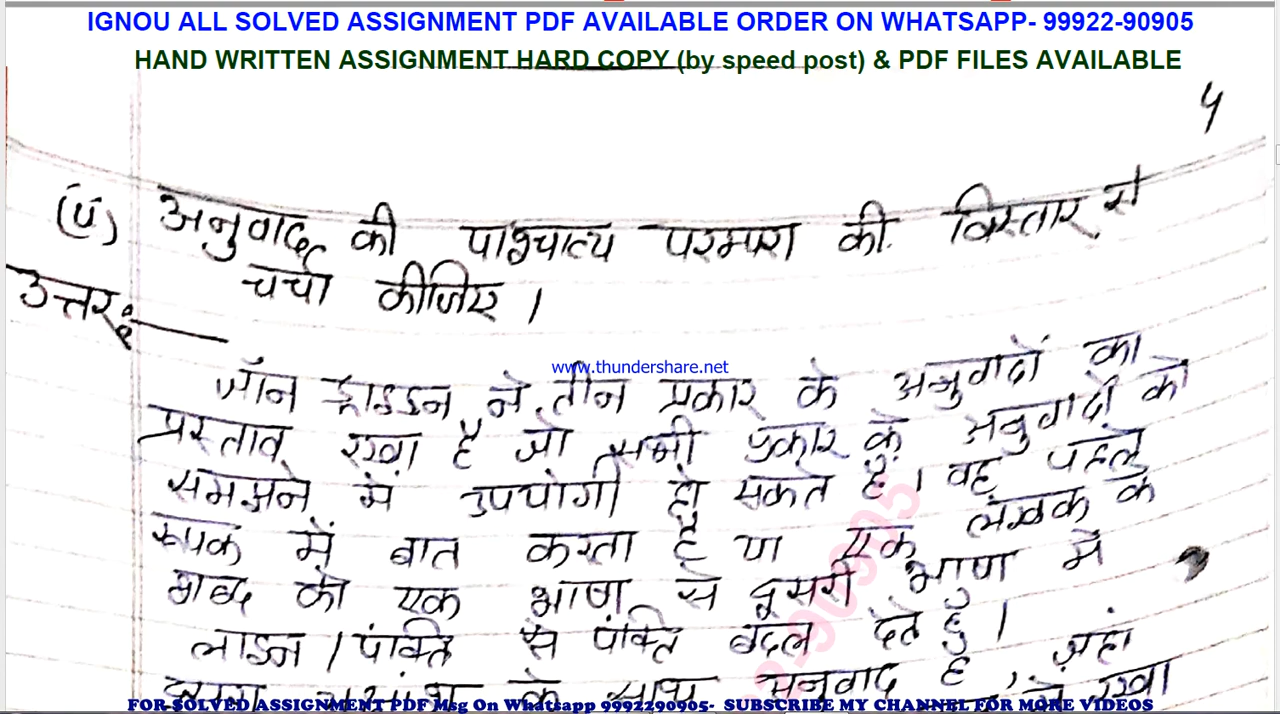 IGNOU ALL SOLVED ASSIGNMENT PDF AVAILABLE ORDER ON WHATSAPP- 99922-90905
HAND WRITTEN ASSIGNMENT HARD COPY (by speed post) & PDF FILES AVAILABLE
5
(ii) अनुवाद की पाश्चात्य परम्परा की विस्तार से
चर्चा कीजिए ।
उत्तर:
www.thundershare.net
जॉन ड्राइडन ने तीन प्रकार के अनुवादों का
प्रस्ताव रखा है जो सभी प्रकार के अनुवादों को
समझने में उपयोगी हो सकते है । वह पहले
रूपक में बात करता है या एक लेखक के
शब्द को एक भाषा से दूसरी भाषा में
लाइन / पंक्ति से पंक्ति बदल देते हैं ।
के साथ अनुवाद है , जहां
रखा
FOR SOLVED ASSIGNMENT PDF Msg On Whatsapp 9992290905- SUBSCRIBE MY CHANNEL FOR MORE VIDEOS